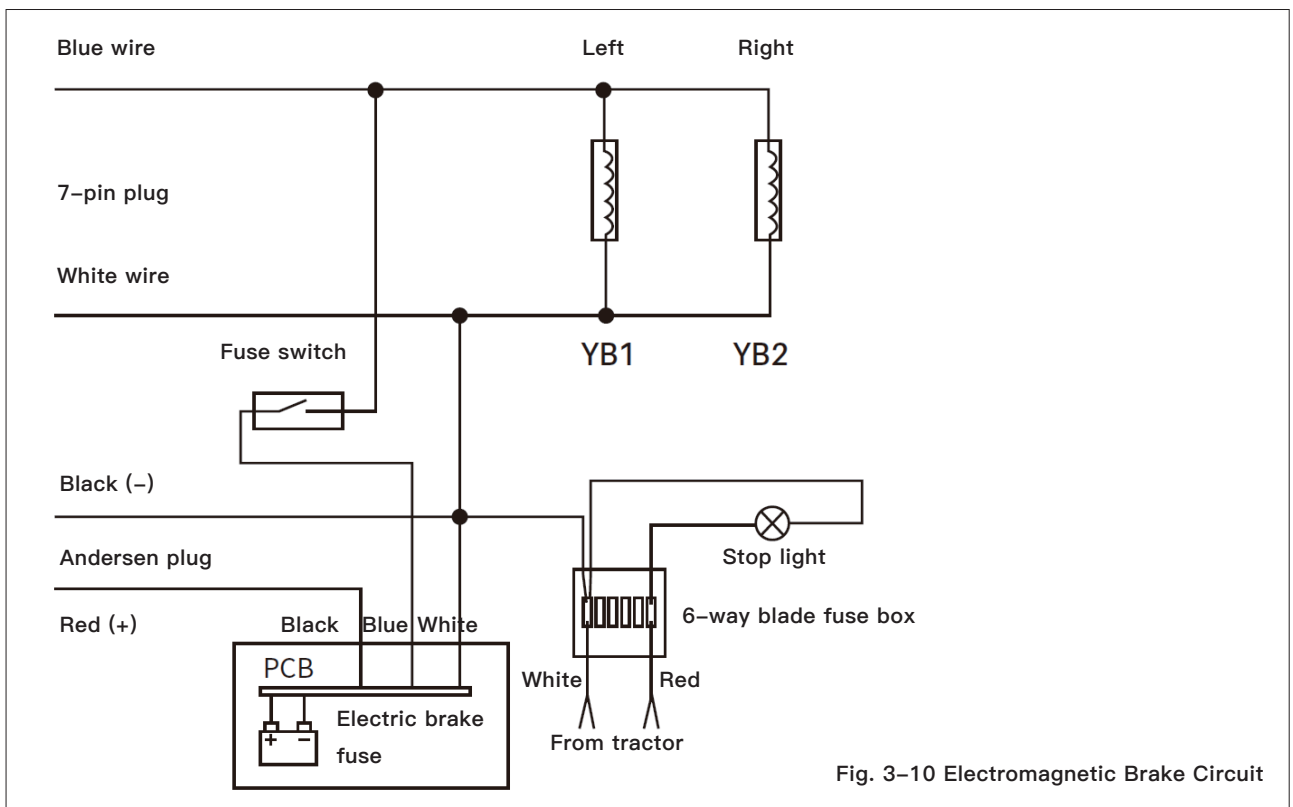 Blue wire
Left
Right
7-pin plug
White wire
YB1
YB2
Fuse switch
Black (-)
Stop light
Andersen plug
6-way blade fuse box
Red (+)
Black
Blue
White
PCB
White
Red
Electric brake
fuse
+ -
From tractor
Fig. 3-10 Electromagnetic Brake Circuit